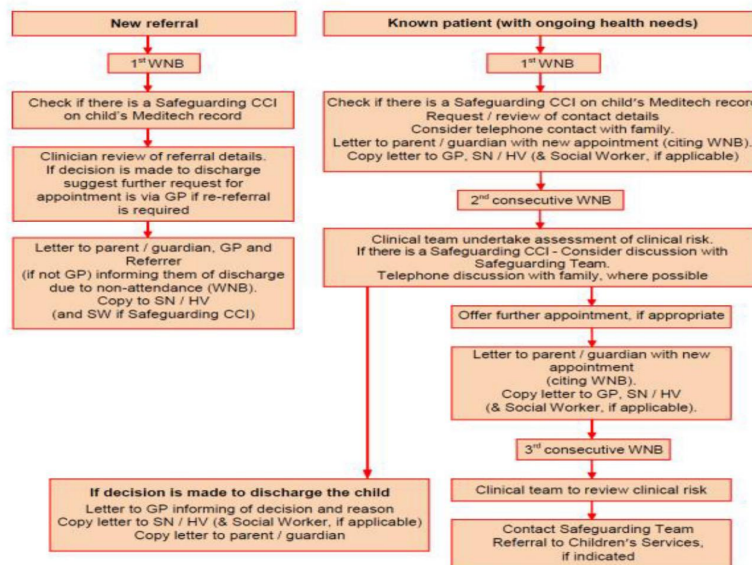 New referral
1st WNB
Check if there is a Safeguarding CCI
on child's Meditech record
Clinician review of referral details.
If decision is made to discharge
suggest further request for
appointment is via GP if re-referral
is required
Letter to parent / guardian, GP and
Referrer
(if not GP) informing them of discharge
due to non-attendance (WNB).
Copy to SN / HV
(and SW if Safeguarding CCI)
Known patient (with ongoing health needs)
1st WNB
Check if there is a Safeguarding CCI on child's Meditech record
Request / review of contact details
Consider telephone contact with family.
Letter to parent / guardian with new appointment (citing WNB).
Copy letter to GP, SN / HV (& Social Worker, if applicable)
2nd consecutive WNB
Clinical team undertake assessment of clinical risk.
If there is a Safeguarding CCI - Consider discussion with
Safeguarding Team.
Telephone discussion with family, where possible
Offer further appointment, if appropriate
Letter to parent / guardian with new
appointment
(citing WNB).
Copy letter to GP, SN / HV
(& Social Worker, if applicable).
3rd consecutive WNB
Clinical team to review clinical risk
Contact Safeguarding Team
Referral to Children's Services,
if indicated
If decision is made to discharge the child
Letter to GP informing of decision and reason
Copy letter to SN / HV (& Social Worker, if applicable)
Copy letter to parent / guardian